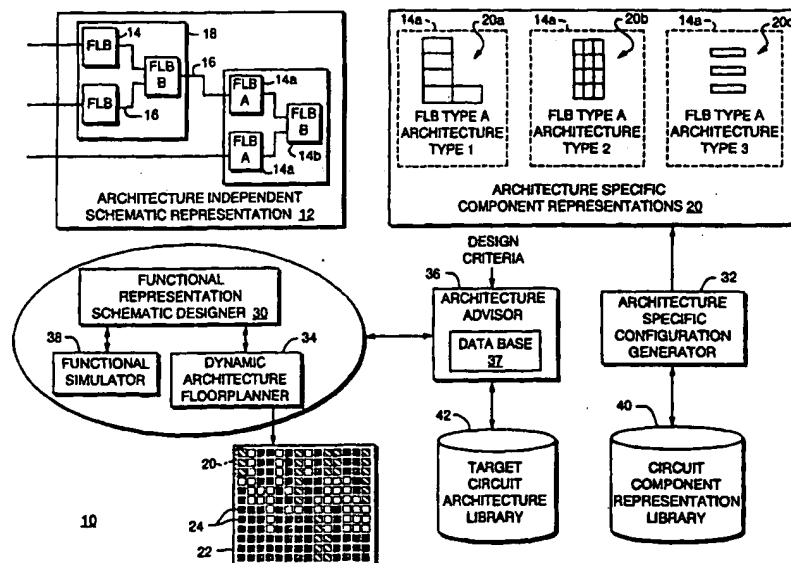 14
18
FLB
FLB
B
16
FLB
18
14a
FLB
A
FLB
B
FLB
A
14b
14a
ARCHITECTURE INDEPENDENT
SCHEMATIC REPRESENTATION 12
14a
20a
FLB TYPE A
ARCHITECTURE
TYPE 1
14a
20b
FLB TYPE A
ARCHITECTURE
TYPE 2
14a
20c
FLB TYPE A
ARCHITECTURE
TYPE 3
ARCHITECTURE SPECIFIC
COMPONENT REPRESENTATIONS 20
FUNCTIONAL
REPRESENTATION
SCHEMATIC DESIGNER 30
38
FUNCTIONAL
SIMULATOR
34
DYNAMIC
ARCHITECTURE
FLOORPLANNER
DESIGN
CRITERIA
36
ARCHITECTURE
ADVISOR
DATA BASE
37
32
ARCHITECTURE
SPECIFIC
CONFIGURATION
GENERATOR
42
TARGET
CIRCUIT
ARCHITECTURE
LIBRARY
40
CIRCUIT
COMPONENT
REPRESENTATION
LIBRARY
20
24
22
10